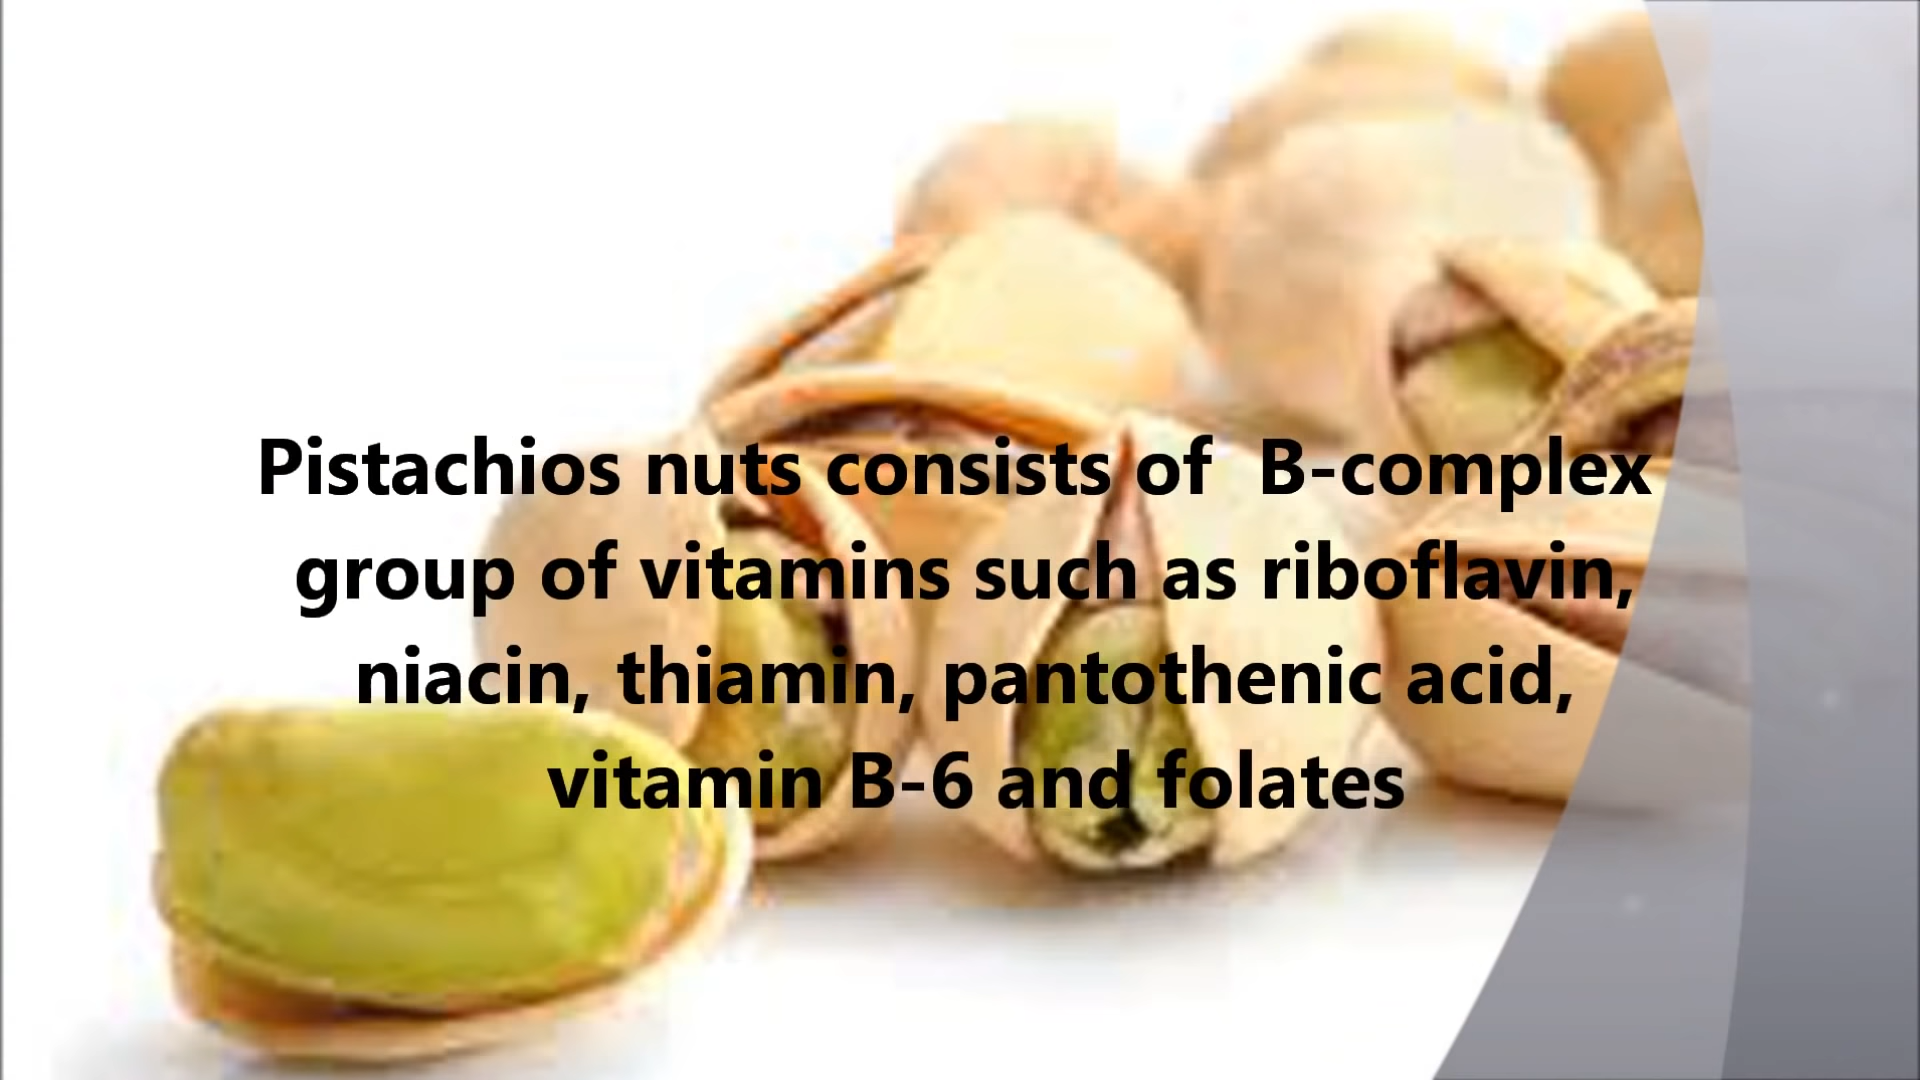 Pistachios nuts consists of  B-complex
group of vitamins such as riboflavin,
niacin, thiamin, pantothenic acid,
vitamin B-6 and folates